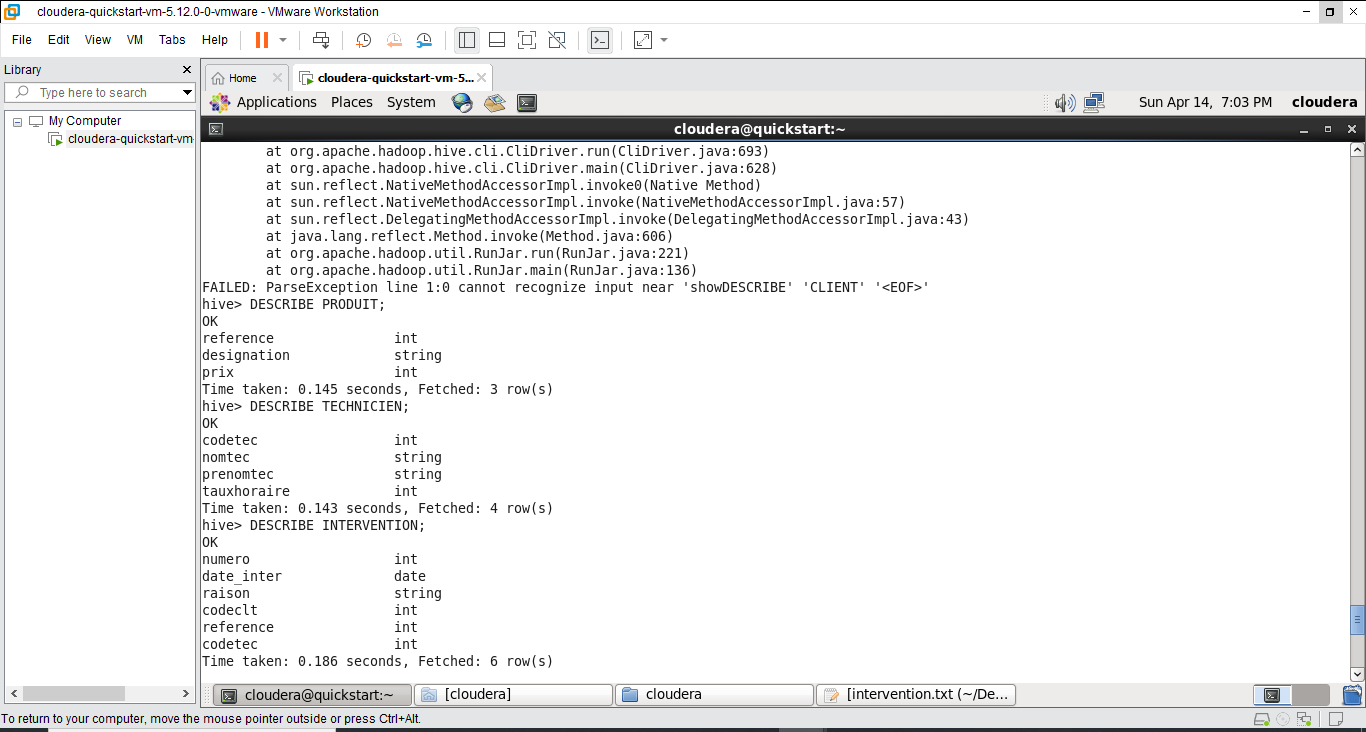 cloudera-quickstart-vm-5.12.0-0-vmware - VMware Workstation
File Edit View VM Tabs Help
Library
Type here to search
My Computer
cloudera-quickstart-vm-
Home
cloudera-quickstart-vm-5...
Applications Places System
Sun Apr 14, 7:03 PM cloudera
cloudera@quickstart:~
at org.apache.hadoop.hive.cli.CliDriver.run(CliDriver.java:693)
at org.apache.hadoop.hive.cli.CliDriver.main(CliDriver.java:628)
at sun.reflect.NativeMethodAccessorImpl.invoke0(Native Method)
at sun.reflect.NativeMethodAccessorImpl.invoke(NativeMethodAccessorImpl.java:57)
at sun.reflect.DelegatingMethodAccessorImpl.invoke(DelegatingMethodAccessorImpl.java:43)
at java.lang.reflect.Method.invoke(Method.java:606)
at org.apache.hadoop.util.RunJar.run(RunJar.java:221)
at org.apache.hadoop.util.RunJar.main(RunJar.java:136)
FAILED: ParseException line 1:0 cannot recognize input near 'showDESCRIBE' 'CLIENT' '<EOF>'
hive> DESCRIBE PRODUIT;
OK
reference int
designation string
prix int
Time taken: 0.145 seconds, Fetched: 3 row(s)
hive> DESCRIBE TECHNICIEN;
OK
codetec int
nomtec string
prenomtec string
tauxhoraire int
Time taken: 0.143 seconds, Fetched: 4 row(s)
hive> DESCRIBE INTERVENTION;
OK
numero int
date_inter date
raison string
codeclt int
reference int
codetec int
Time taken: 0.186 seconds, Fetched: 6 row(s)
cloudera@quickstart:~ [cloudera] cloudera [intervention.txt (~/De...
To return to your computer, move the mouse pointer outside or press Ctrl+Alt.